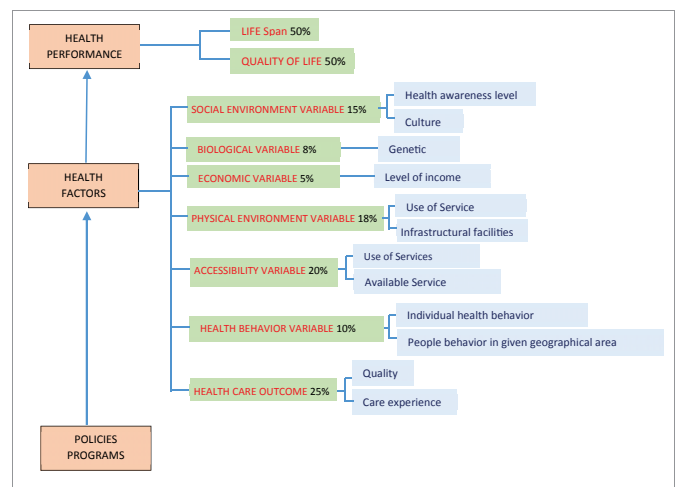 HEALTH
PERFORMANCE
LIFE Span 50%
QUALITY OF LIFE 50%
HEALTH
FACTORS
SOCIAL ENVIRONMENT VARIABLE 15%
Health awareness level
Culture
BIOLOGICAL VARIABLE 8%
Genetic
ECONOMIC VARIABLE 5%
Level of income
PHYSICAL ENVIRONMENT VARIABLE 18%
Use of Service
Infrastructural facilities
ACCESSIBILITY VARIABLE 20%
Use of Services
Available Service
HEALTH BEHAVIOR VARIABLE 10%
Individual health behavior
People behavior in given geographical area
HEALTH CARE OUTCOME 25%
Quality
Care experience
POLICIES
PROGRAMS